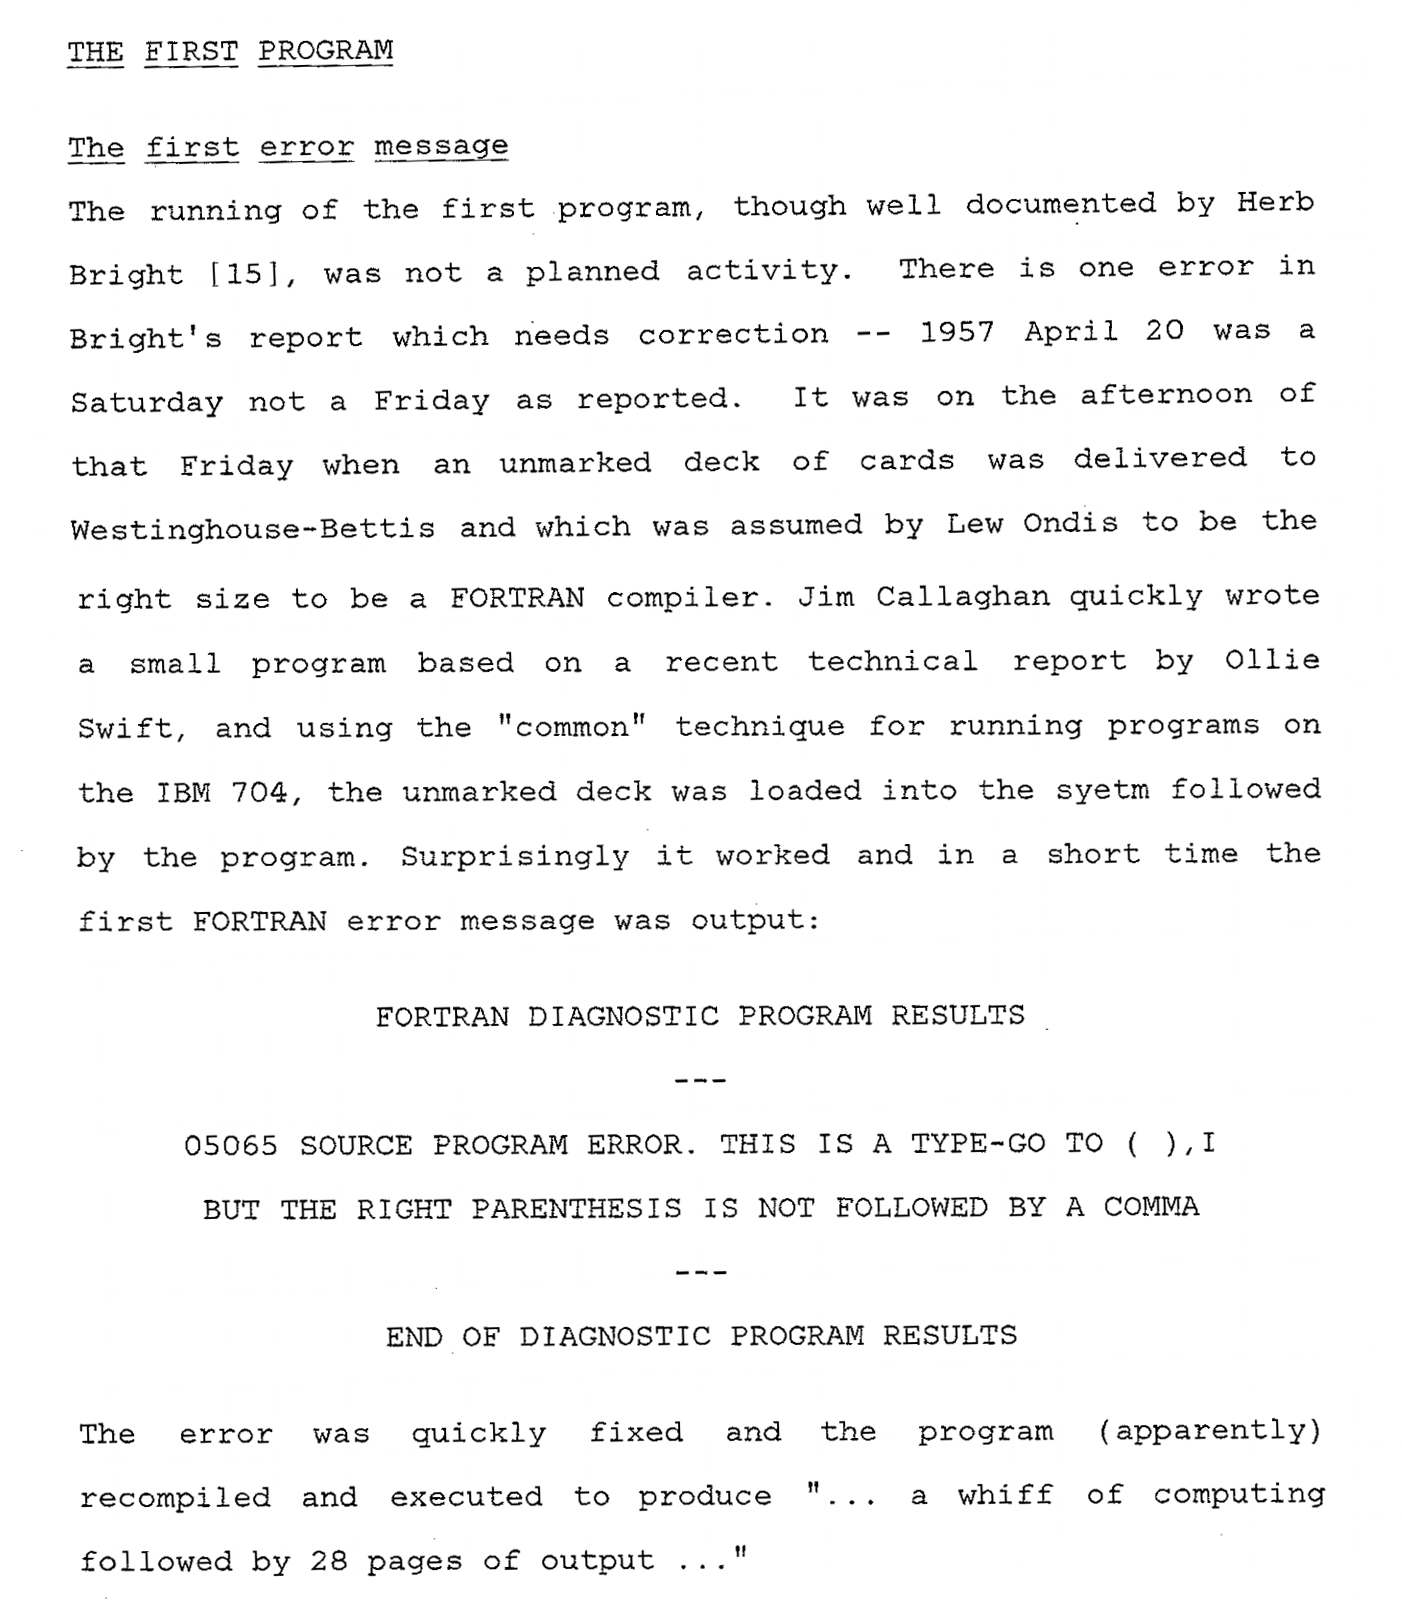 THE FIRST PROGRAM
The first error message
The running of the first program, though well documented by Herb
Bright [15], was not a planned activity. There is one error in
Bright's report which needs correction -- 1957 April 20 was a
Saturday not a Friday as reported. It was on the afternoon of
that Friday when an unmarked deck of cards was delivered to
Westinghouse-Bettis and which was assumed by Lew Ondis to be the
right size to be a FORTRAN compiler. Jim Callaghan quickly wrote
a small program based on a recent technical report by Ollie
Swift, and using the "common" technique for running programs on
the IBM 704, the unmarked deck was loaded into the syetm followed
by the program. Surprisingly it worked and in a short time the
first FORTRAN error message was output:
FORTRAN DIAGNOSTIC PROGRAM RESULTS
---
05065 SOURCE PROGRAM ERROR. THIS IS A TYPE-GO TO ( ),I
BUT THE RIGHT PARENTHESIS IS NOT FOLLOWED BY A COMMA
---
END OF DIAGNOSTIC PROGRAM RESULTS
The error was quickly fixed and the program (apparently)
recompiled and executed to produce "... a whiff of computing
followed by 28 pages of output ..."